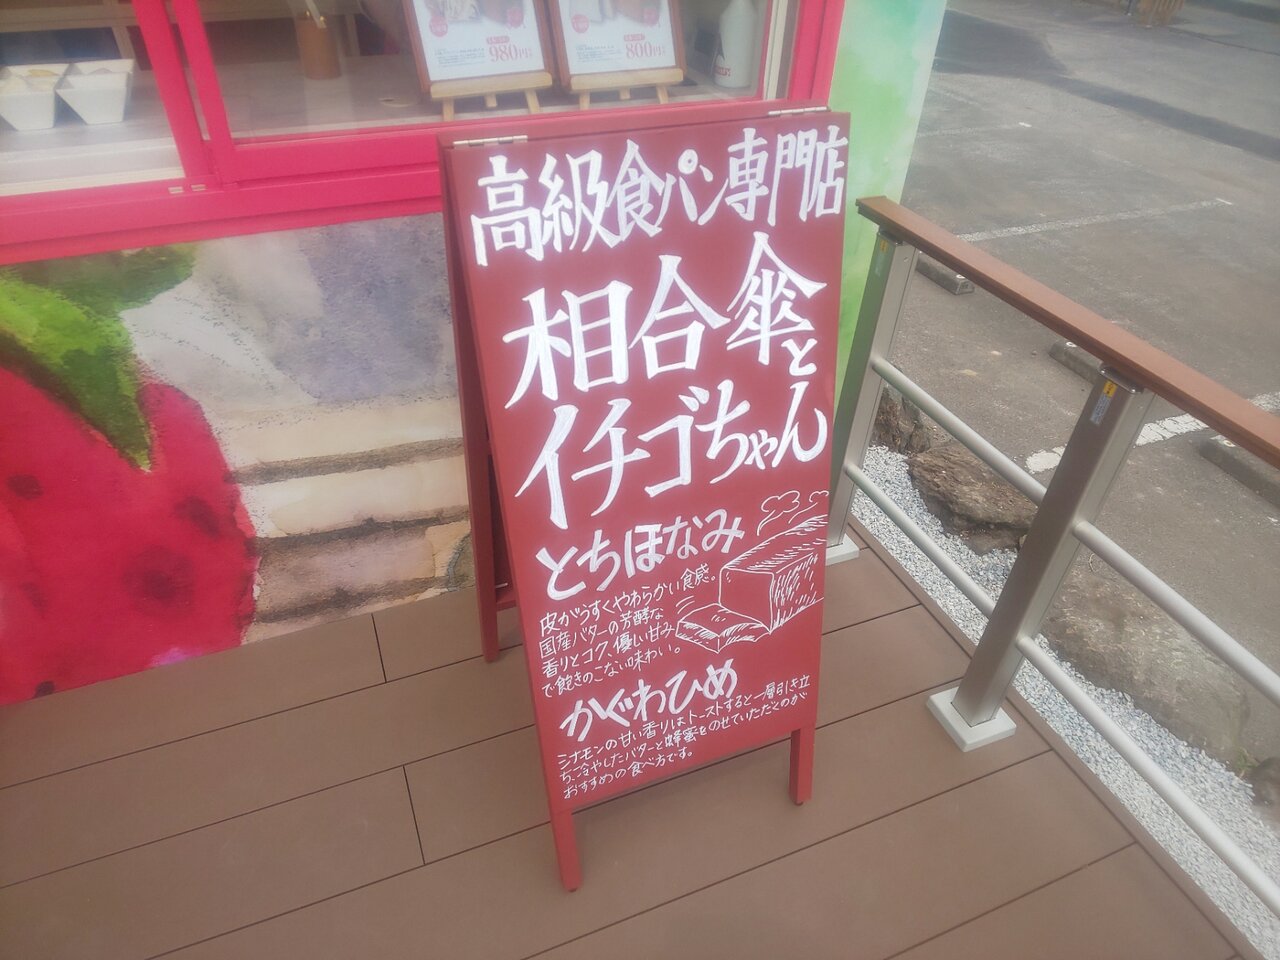 980円
800円
高級食パン専門店
相合傘と
イチゴちゃん
とちほなみ
皮がうすくやわらかい食感。
国産バターの芳醇な
香りとコク、優しい甘み
で飽きのこない味わい。
かぐわひめ
シナモンの甘い香りはトーストすると一層引き立
ち、冷やしたバターと蜂蜜をのせていただくのが
おすすめの食べ方です。